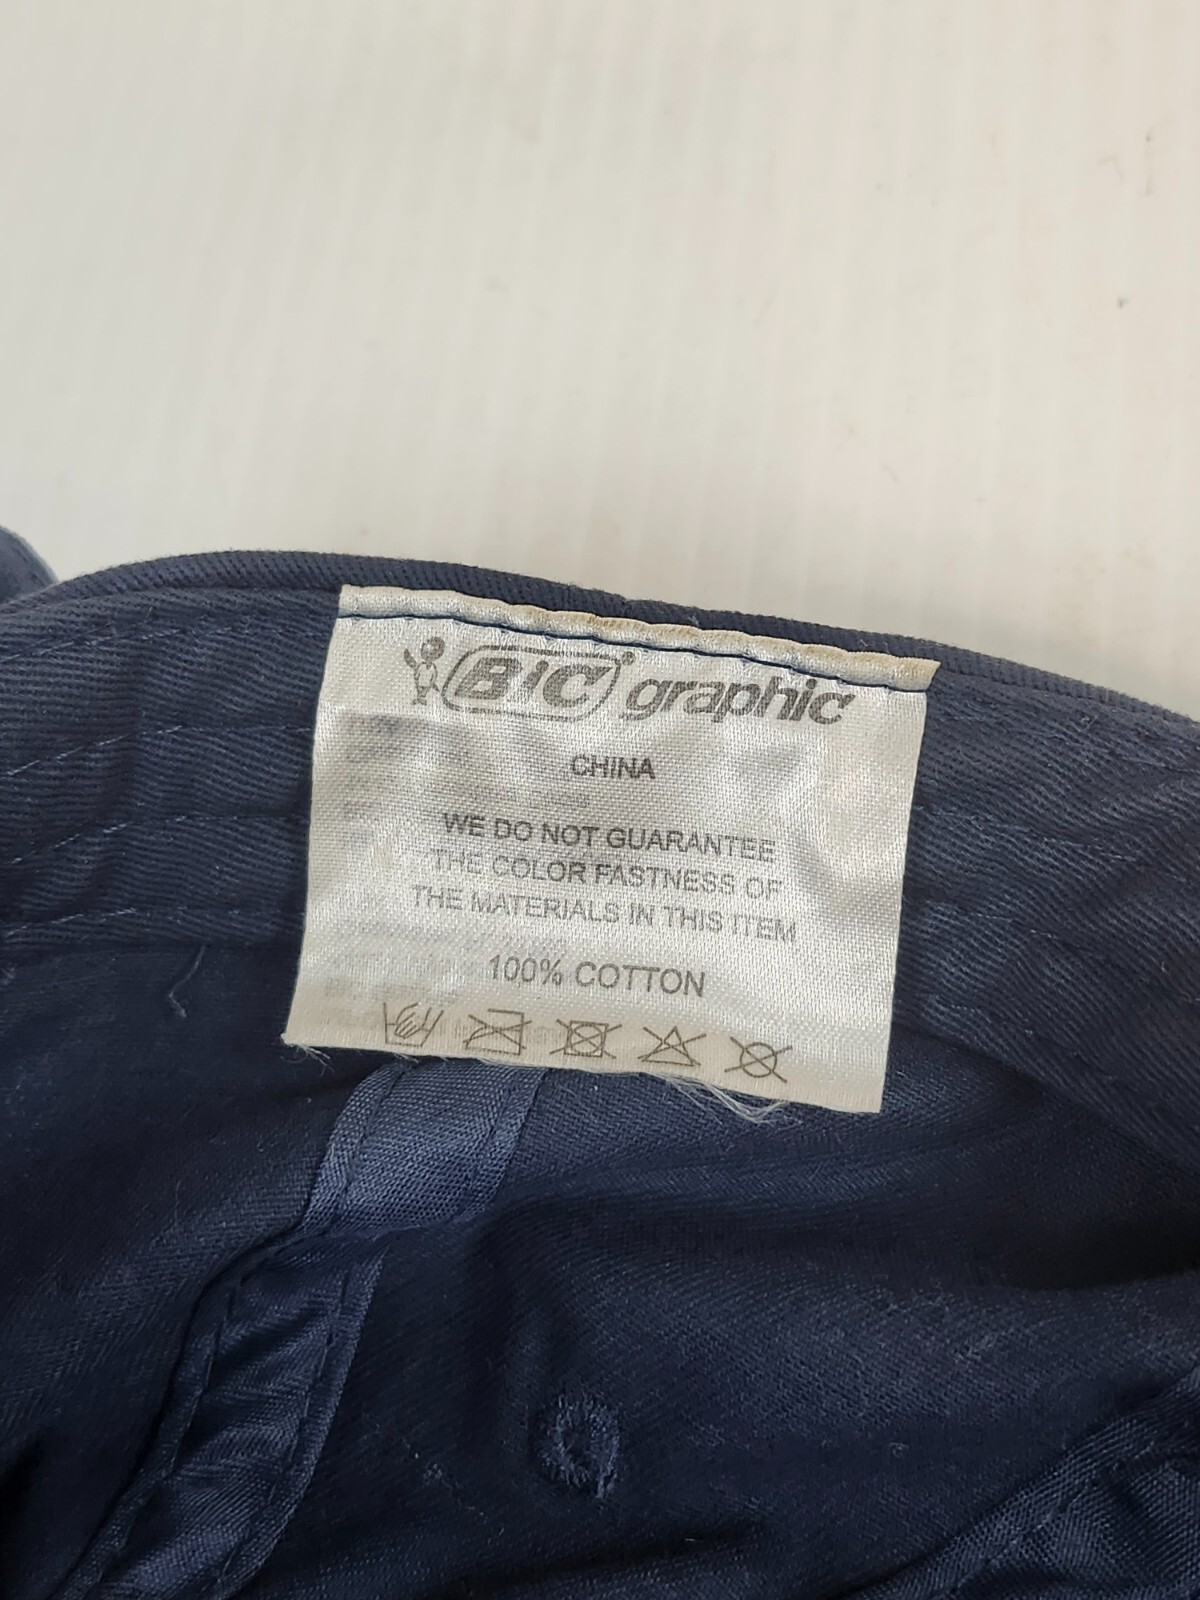 BIC graphic
CHINA
WE DO NOT GUARANTEE
THE COLOR FASTNESS OF
THE MATERIALS IN THIS ITEM
100% COTTON